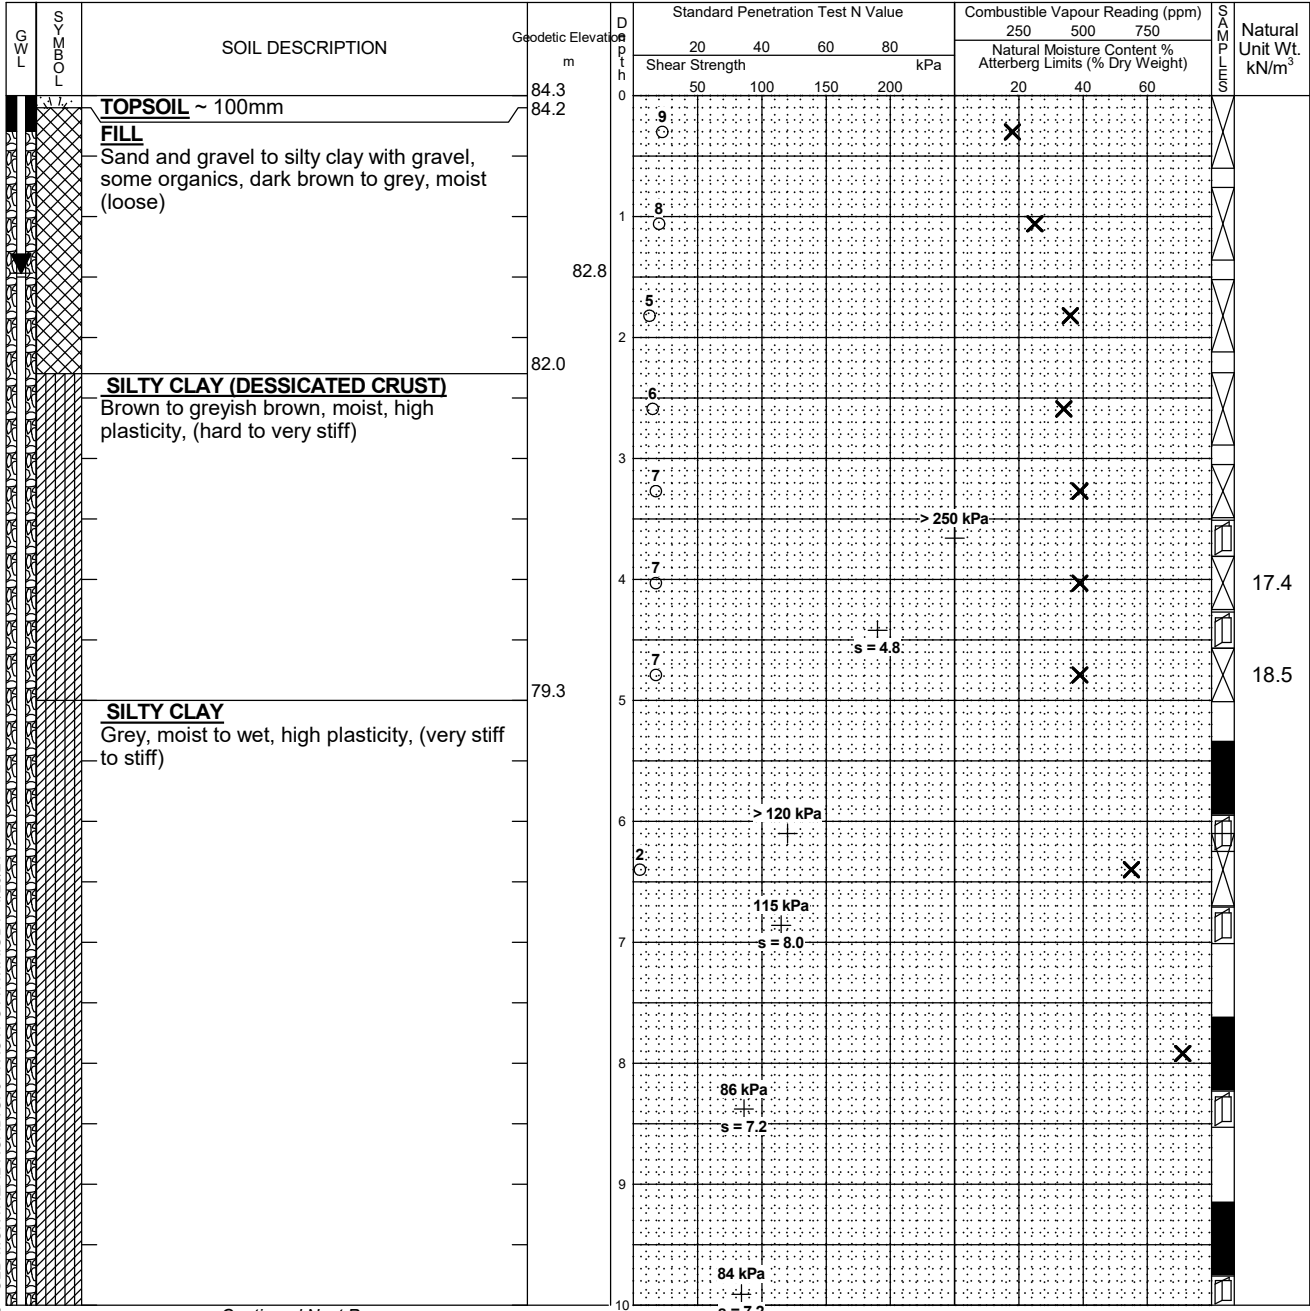 GWL
SYMBOL
SOIL DESCRIPTION
Geodetic Elevation
m
Depth
Standard Penetration Test N Value
20 40 60 80
Shear Strength kPa
50 100 150 200
Combustible Vapour Reading (ppm)
250 500 750
Natural Moisture Content %
Atterberg Limits (% Dry Weight)
20 40 60
SAMPLES
Natural
Unit Wt.
kN/m³
84.3
0
TOPSOIL ~ 100mm
84.2
FILL
Sand and gravel to silty clay with gravel,
some organics, dark brown to grey, moist
(loose)
9
8
1
82.8
5
2
82.0
SILTY CLAY (DESSICATED CRUST)
Brown to greyish brown, moist, high
plasticity, (hard to very stiff)
6
3
7
> 250 kPa
7
4
17.4
s = 4.8
7
18.5
79.3
5
SILTY CLAY
Grey, moist to wet, high plasticity, (very stiff
to stiff)
> 120 kPa
6
2
115 kPa
7
s = 8.0
8
86 kPa
s = 7.2
9
84 kPa
10
s = 7.2